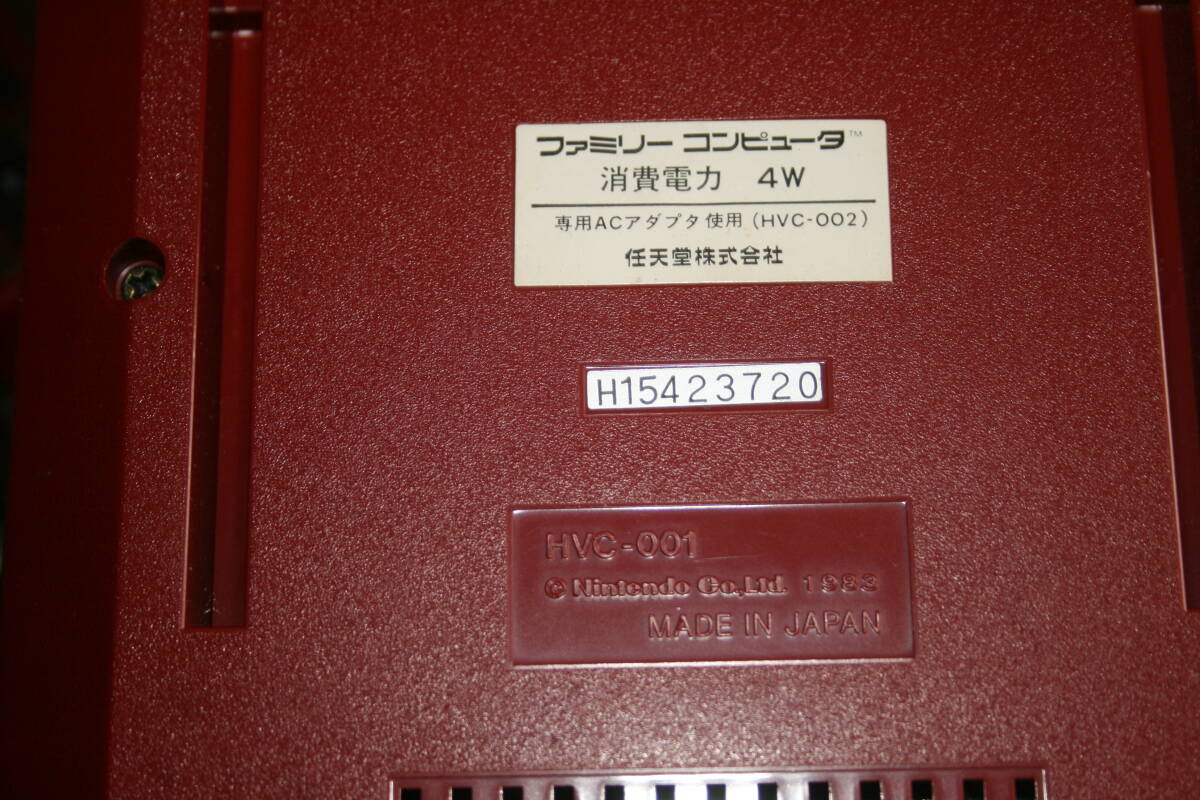 ファミリー コンピュータ™
消費電力 4W
専用ACアダプタ使用(HVC-002)
任天堂株式会社
H15423720
HVC-001
© Nintendo Co.,Ltd. 1983
MADE IN JAPAN